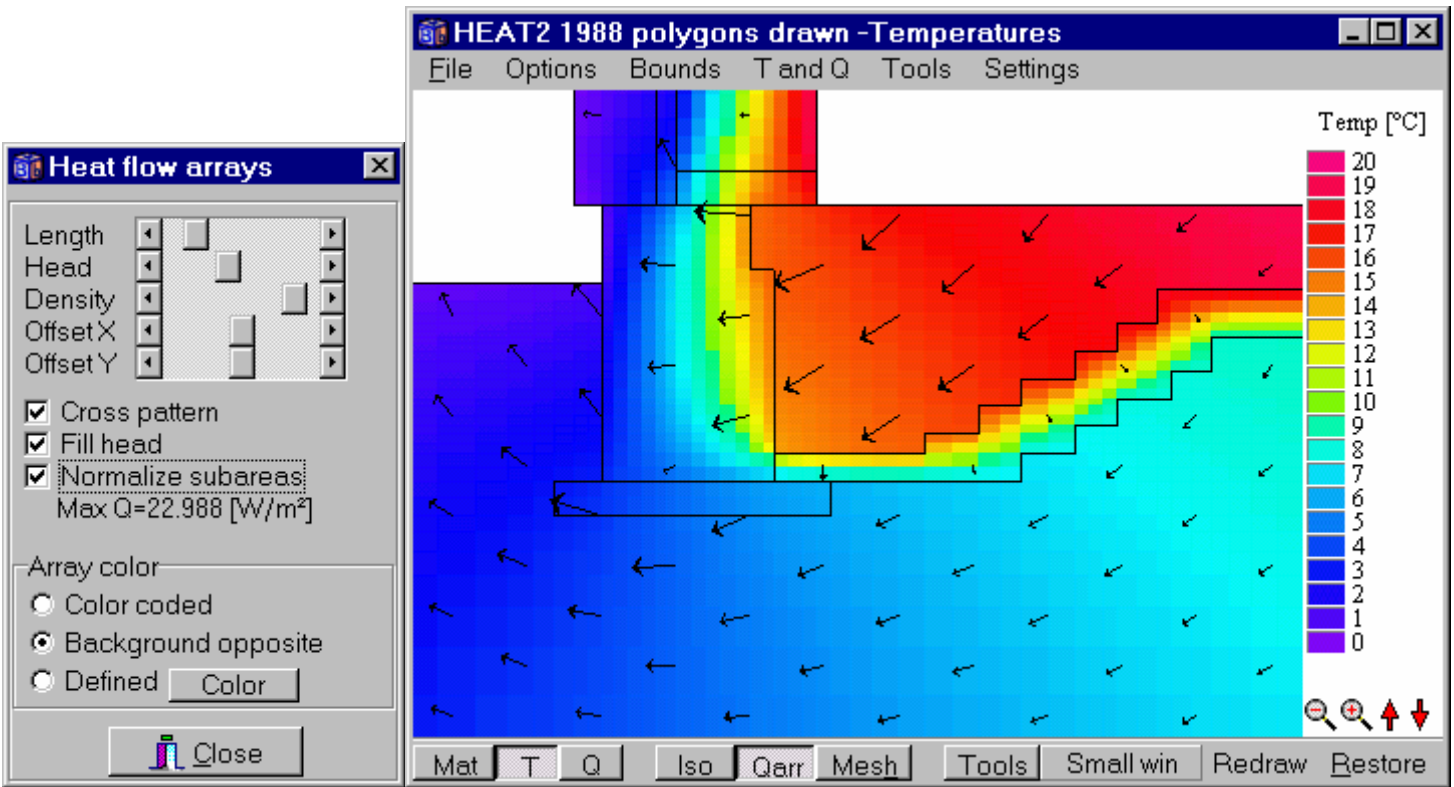 HEAT2 1988 polygons drawn -Temperatures
File Options Bounds T and Q Tools Settings
Temp [°C]
20
19
18
17
16
15
14
13
12
11
10
9
8
7
6
5
4
3
2
1
0
Mat T Q Iso Qarr Mesh Tools Small win Redraw Restore
Heat flow arrays
Length
Head
Density
Offset X
Offset Y
Cross pattern
Fill head
Normalize subareas
Max Q=22.988 [W/m²]
Array color
Color coded
Background opposite
Defined Color
Close